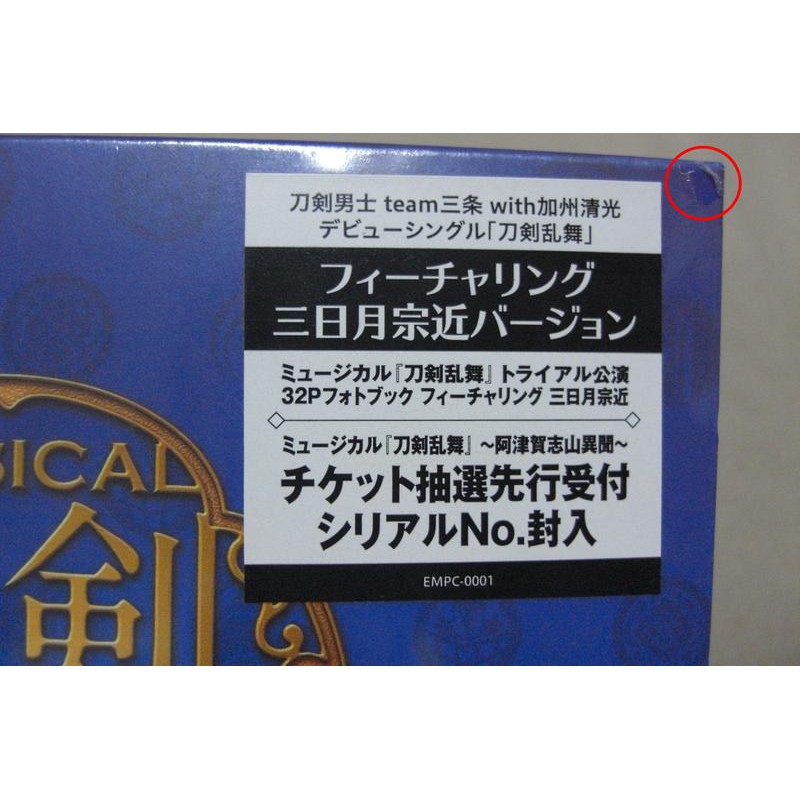 刀剣男士 team三条 with加州清光
デビューシングル「刀剣乱舞」
フィーチャリング
三日月宗近バージョン
ミュージカル『刀剣乱舞』 トライアル公演
32Pフォトブック フィーチャリング 三日月宗近
ミュージカル『刀剣乱舞』 ～阿津賀志山異聞～
チケット抽選先行受付
シリアルNo.封入
EMPC-0001
SICAL
剣